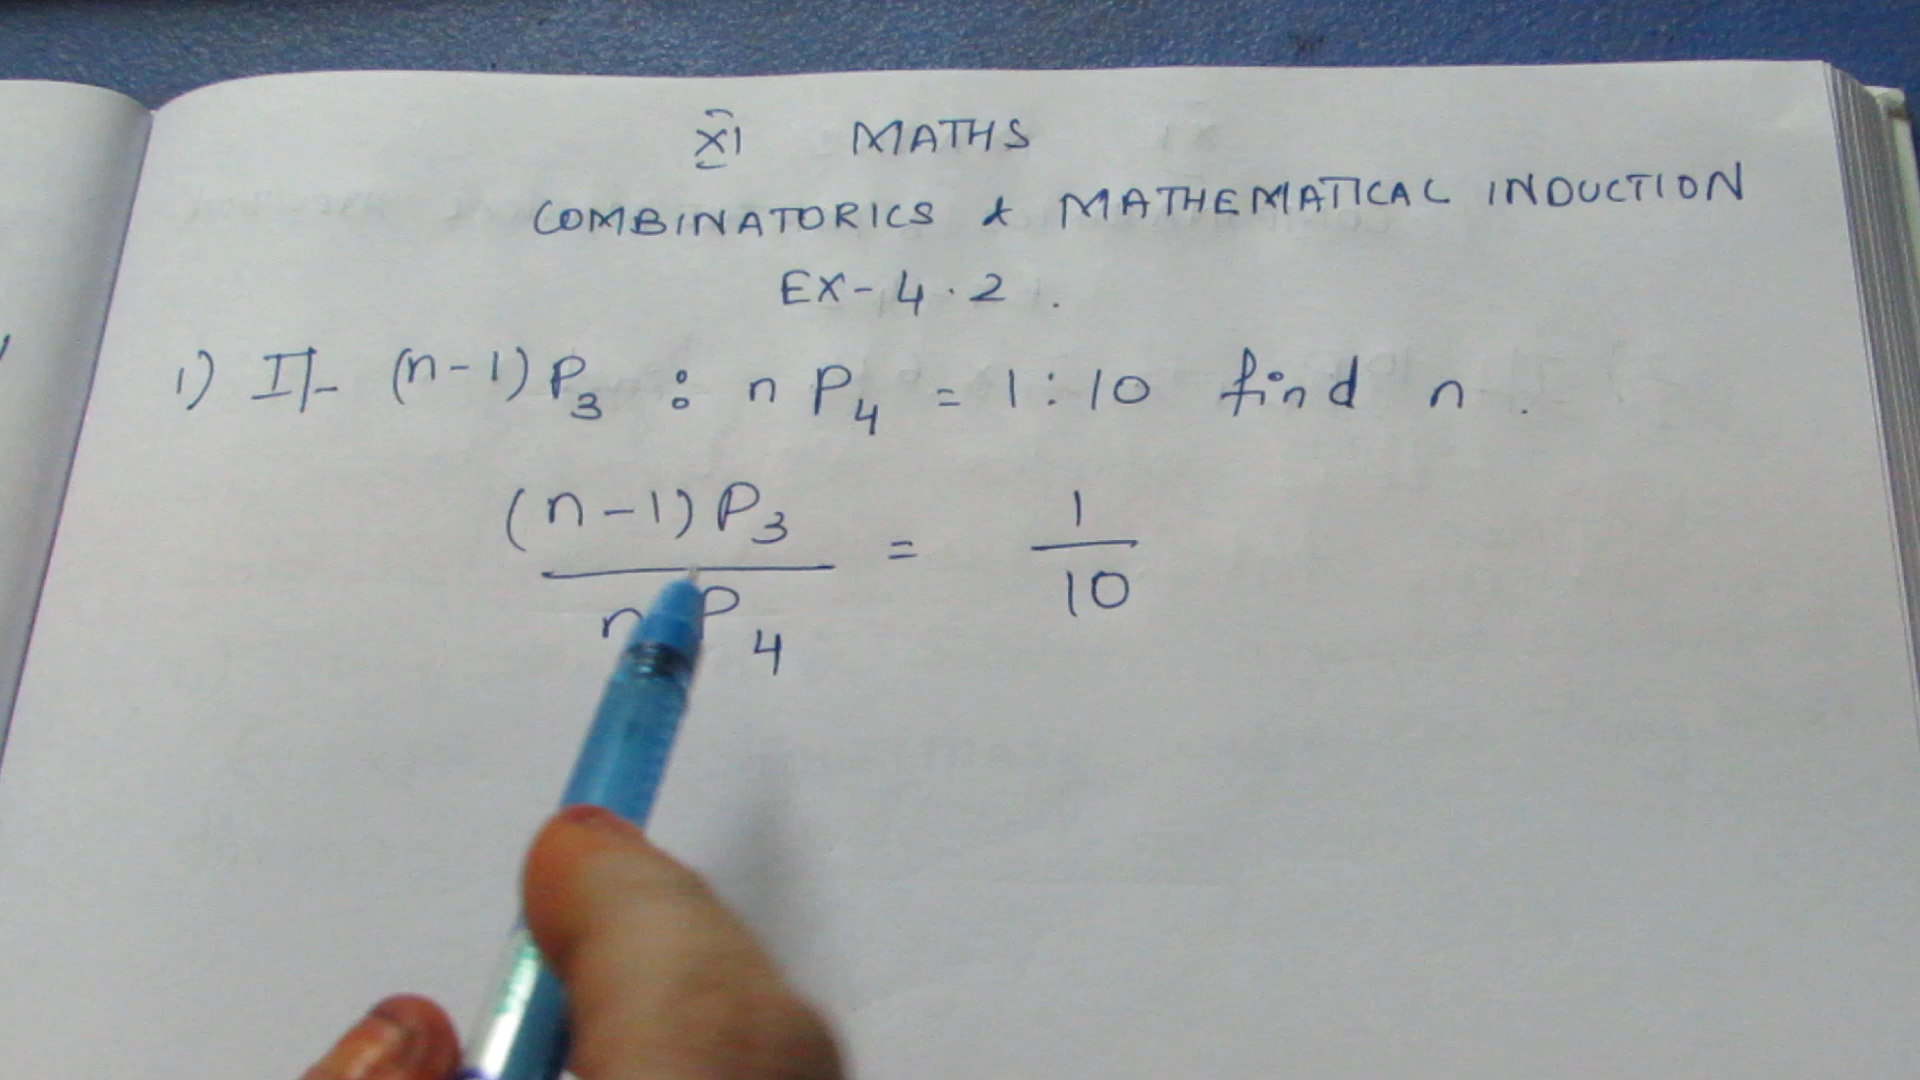 XI MATHS
COMBINATORICS & MATHEMATICAL INDUCTION
EX-4.2.
1) If (n-1)P₃ : nP₄ = 1:10 find n.
(n-1)P₃ / nP₄ = 1/10